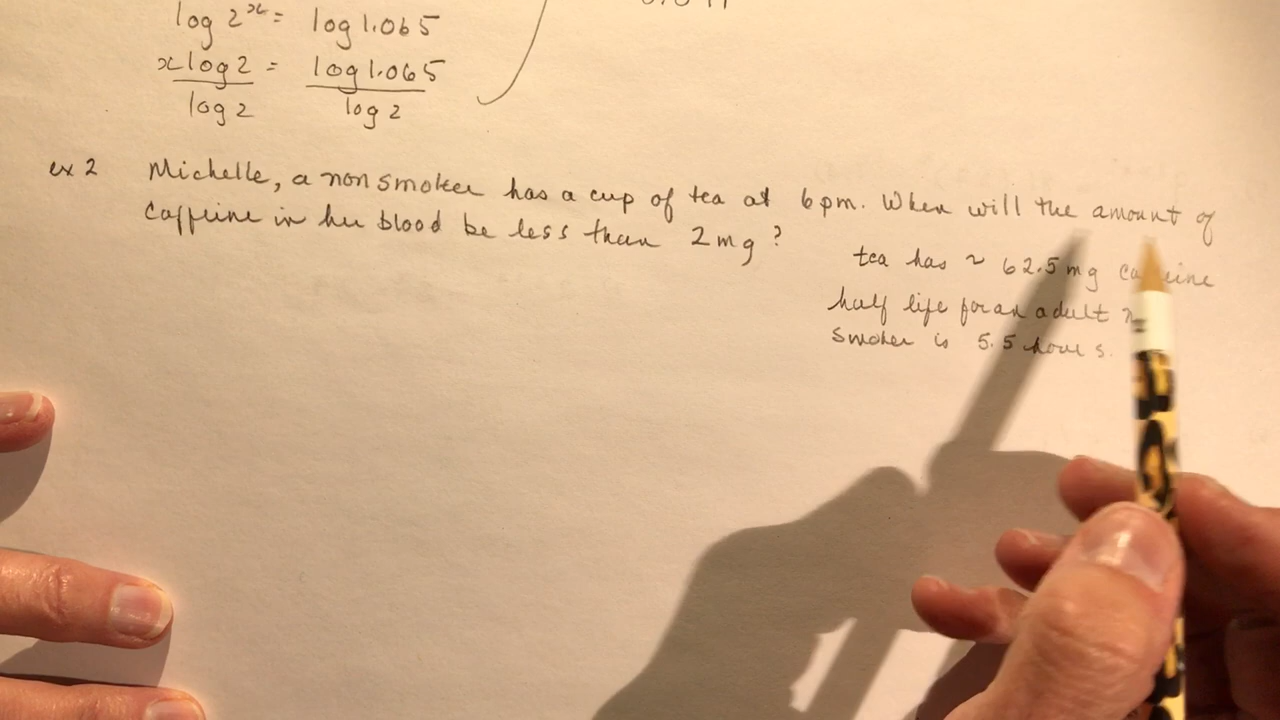 log 2^x = log 1.065
x log 2 = log 1.065
log 2 log 2
ex 2 Michelle, a non smoker has a cup of tea at 6pm. When will the amount of
caffeine in her blood be less than 2mg?
tea has ~ 62.5mg
half life for an adult
smoker is 5.5 hours.